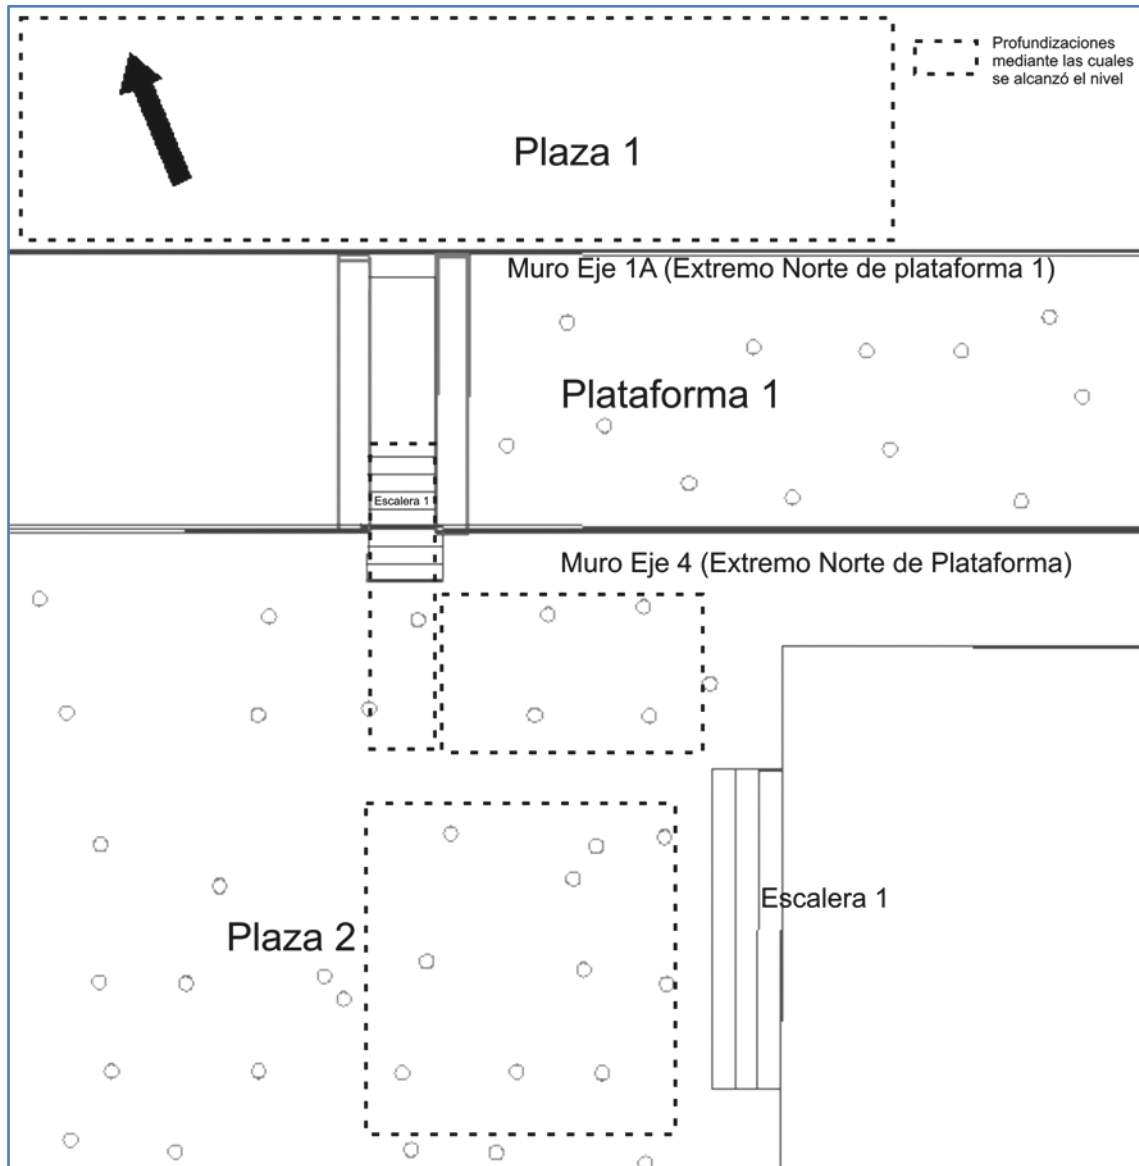 Profundizaciones
mediante las cuales
se alcanzó el nivel
Plaza 1
Muro Eje 1A (Extremo Norte de plataforma 1)
Plataforma 1
Escalera 1
Muro Eje 4 (Extremo Norte de Plataforma)
Escalera 1
Plaza 2